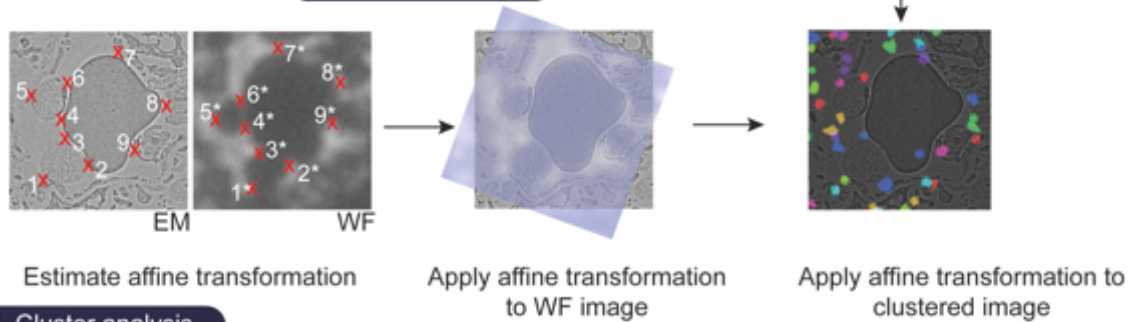 5 6 7 8 4 3 9 2 1
7* 8* 6* 5* 4* 9* 3* 2* 1*
EM WF
Estimate affine transformation
Apply affine transformation
to WF image
Apply affine transformation to
clustered image
Cluster analysis